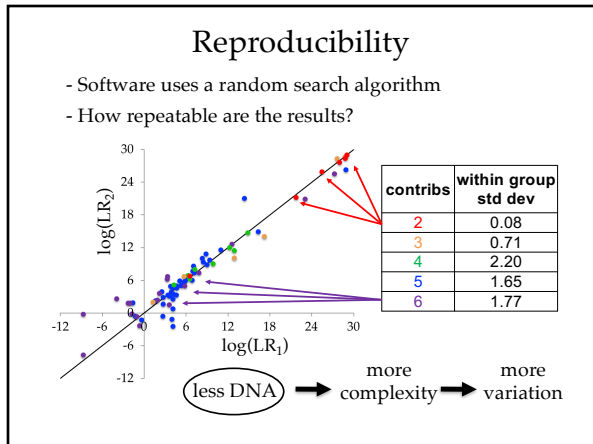 Reproducibility
- Software uses a random search algorithm
- How repeatable are the results?
log(LR₂)
30
24
18
12
6
0
-6
-12
-12 -6 0 6 12 18 24 30
log(LR₁)
contribs within group std dev
2 0.08
3 0.71
4 2.20
5 1.65
6 1.77
less DNA more complexity more variation